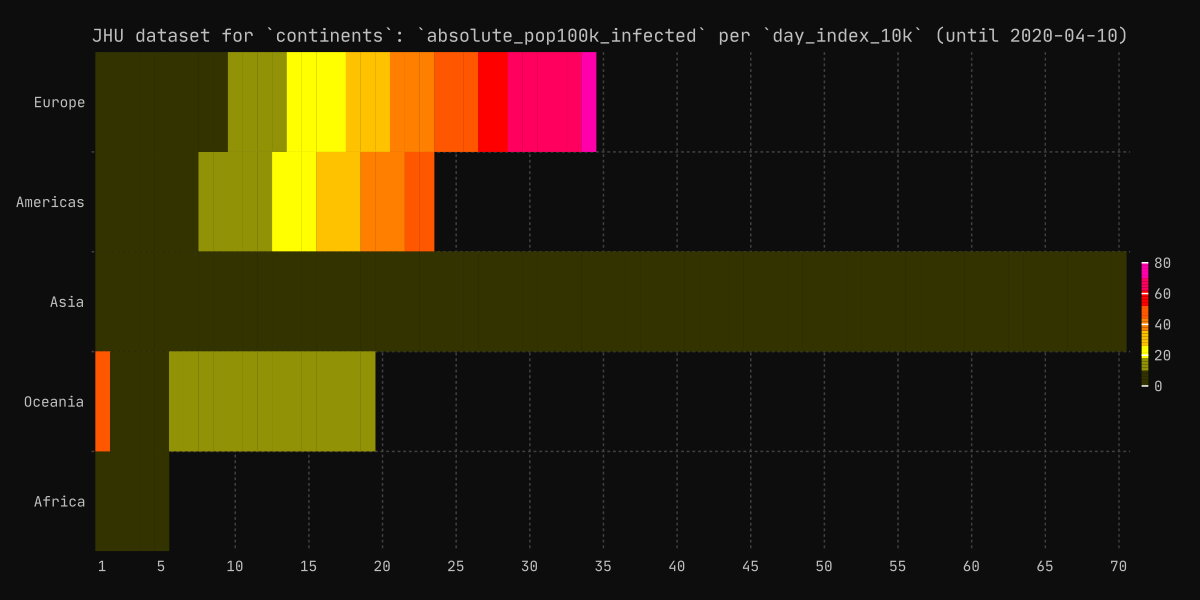 JHU dataset for `continents`: `absolute_pop100k_infected` per `day_index_10k` (until 2020-04-10)
Europe
Americas
Asia
Oceania
Africa
80
60
40
20
0
1 5 10 15 20 25 30 35 40 45 50 55 60 65 70